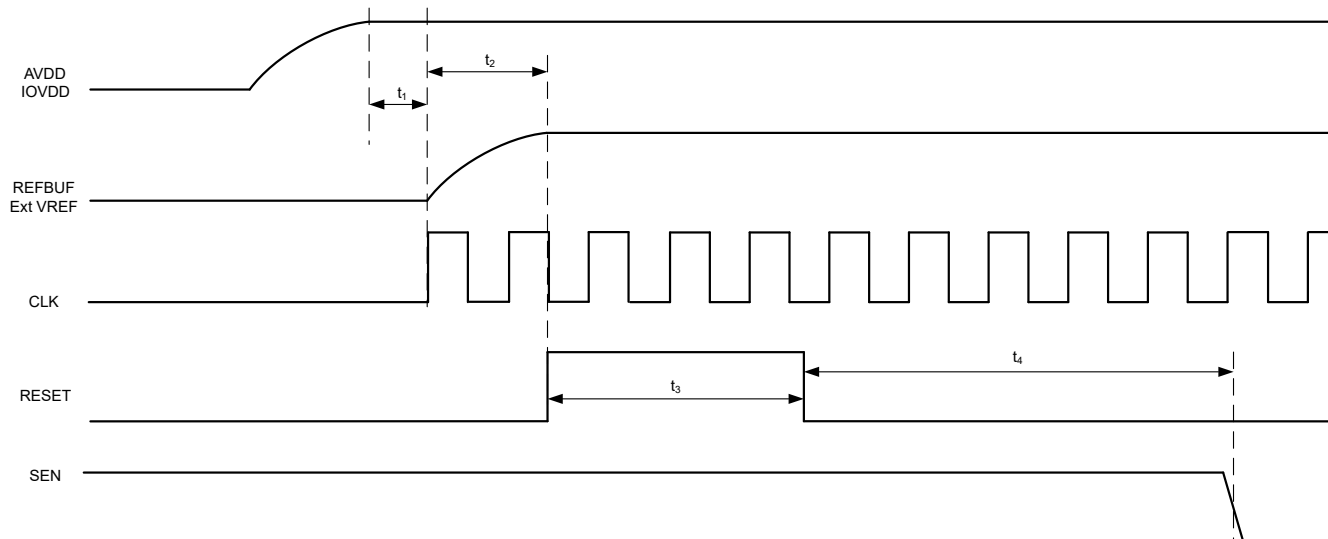 AVDD
IOVDD
t₁
t₂
REFBUF
Ext VREF
CLK
RESET
t₃
t₄
SEN